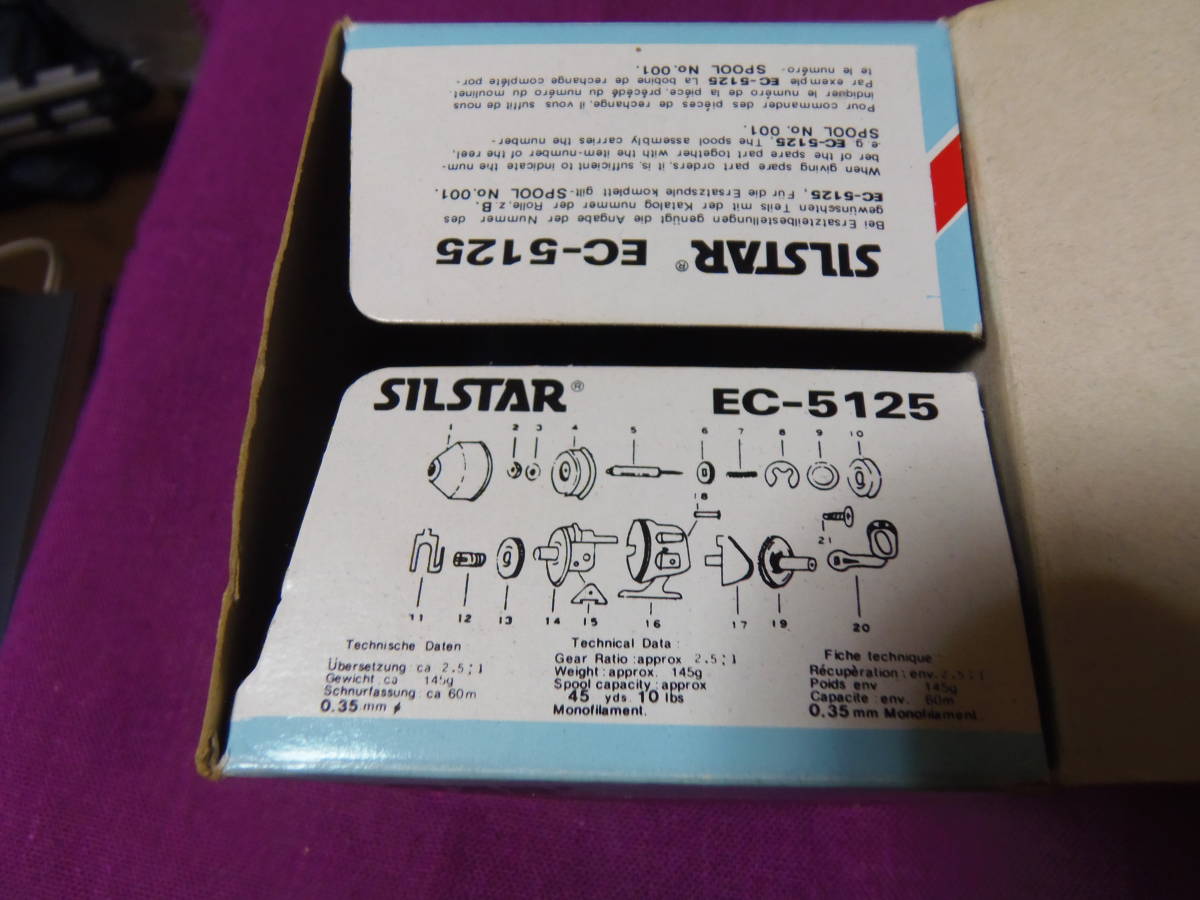 SILSTAR® EC-5125
Bei Ersatzteilbestellungen genügt die Angabe der Nummer des
gewünschten Teils mit der Katalog nummer der Rolle, z.B.
EC-5125, Für die Ersatzspule komplett gilt-SPOOL No.001.
When giving spare part orders, it is sufficient to indicate the num-
ber of the spare part together with the item-number of the reel,
e.g. EC-5125, The spool assembly carries the number-
SPOOL No. 001.
Pour commander des piéces de rechange, il vous suffit de nous
indiquer le numéro de la piéce, précédé du numéro du moulinet
Par exemple EC-5125 La bobine de rechange complète por-
te le numéro- SPOOL No.001.
SILSTAR® EC-5125
1 2 3 4 5 6 7 8 9 10
18
21
11 12 13 14 15 16 17 19 20
Technische Daten
Übersetzung ca 2.5:1
Gewicht ca 145g
Schnurfassung: ca 60m
0.35 mm ø
Technical Data :
Gear Ratio :approx 2.5:1
Weight: approx. 145g
Spool capacity: approx
45 yds. 10 lbs
Monofilament.
Fiche technique
Récupèration: env. 2.5:1
Poids env 145g
Capacite: env. 60m
0.35 mm Monofilament.